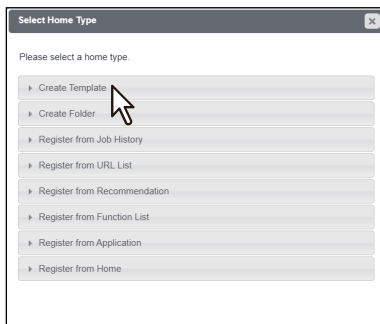 Select Home Type
Please select a home type.
Create Template
Create Folder
Register from Job History
Register from URL List
Register from Recommendation
Register from Function List
Register from Application
Register from Home